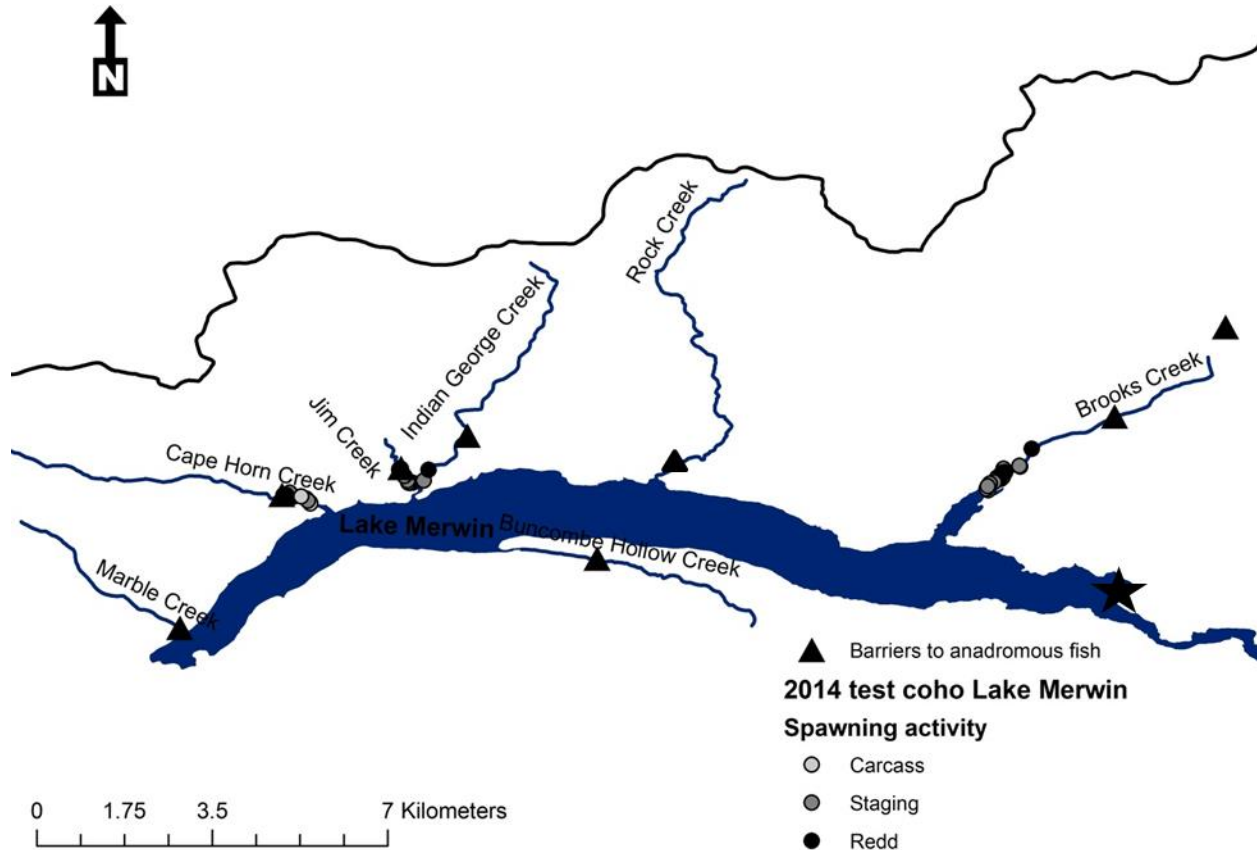 N
Rock Creek
Indian George Creek
Jim Creek
Brooks Creek
Cape Horn Creek
Lake Merwin
Buncombe Hollow Creek
Marble Creek
Barriers to anadromous fish
2014 test coho Lake Merwin
Spawning activity
Carcass
Staging
Redd
0 1.75 3.5 7 Kilometers